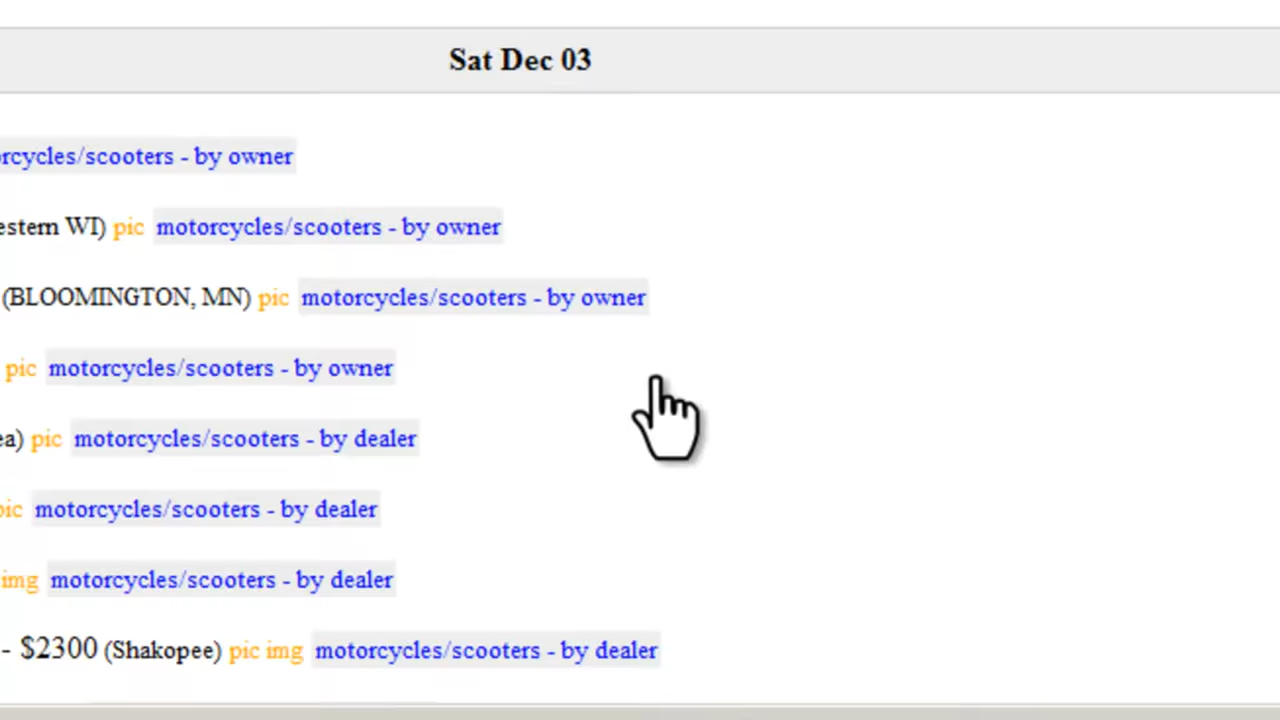 Sat Dec 03
rcycles/scooters - by owner
estern WI) pic motorcycles/scooters - by owner
(BLOOMINGTON, MN) pic motorcycles/scooters - by owner
pic motorcycles/scooters - by owner
ea) pic motorcycles/scooters - by dealer
pic motorcycles/scooters - by dealer
img motorcycles/scooters - by dealer
- $2300 (Shakopee) pic img motorcycles/scooters - by dealer